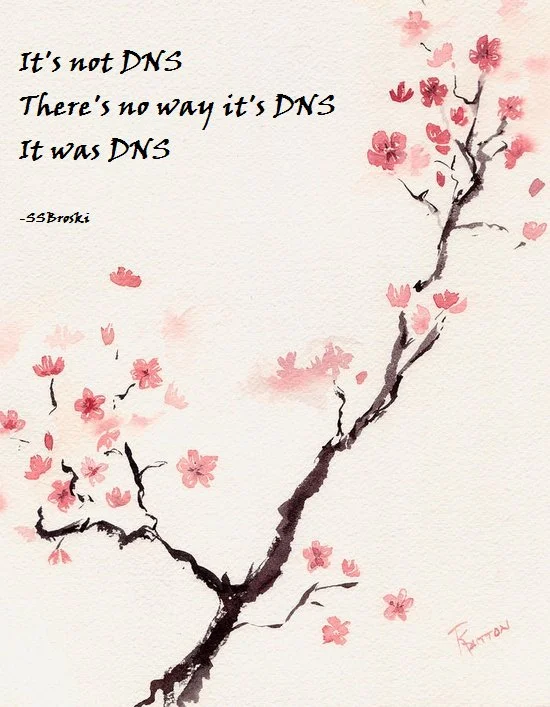 It's not DNS
There's no way it's DNS
It was DNS
-SSBroski